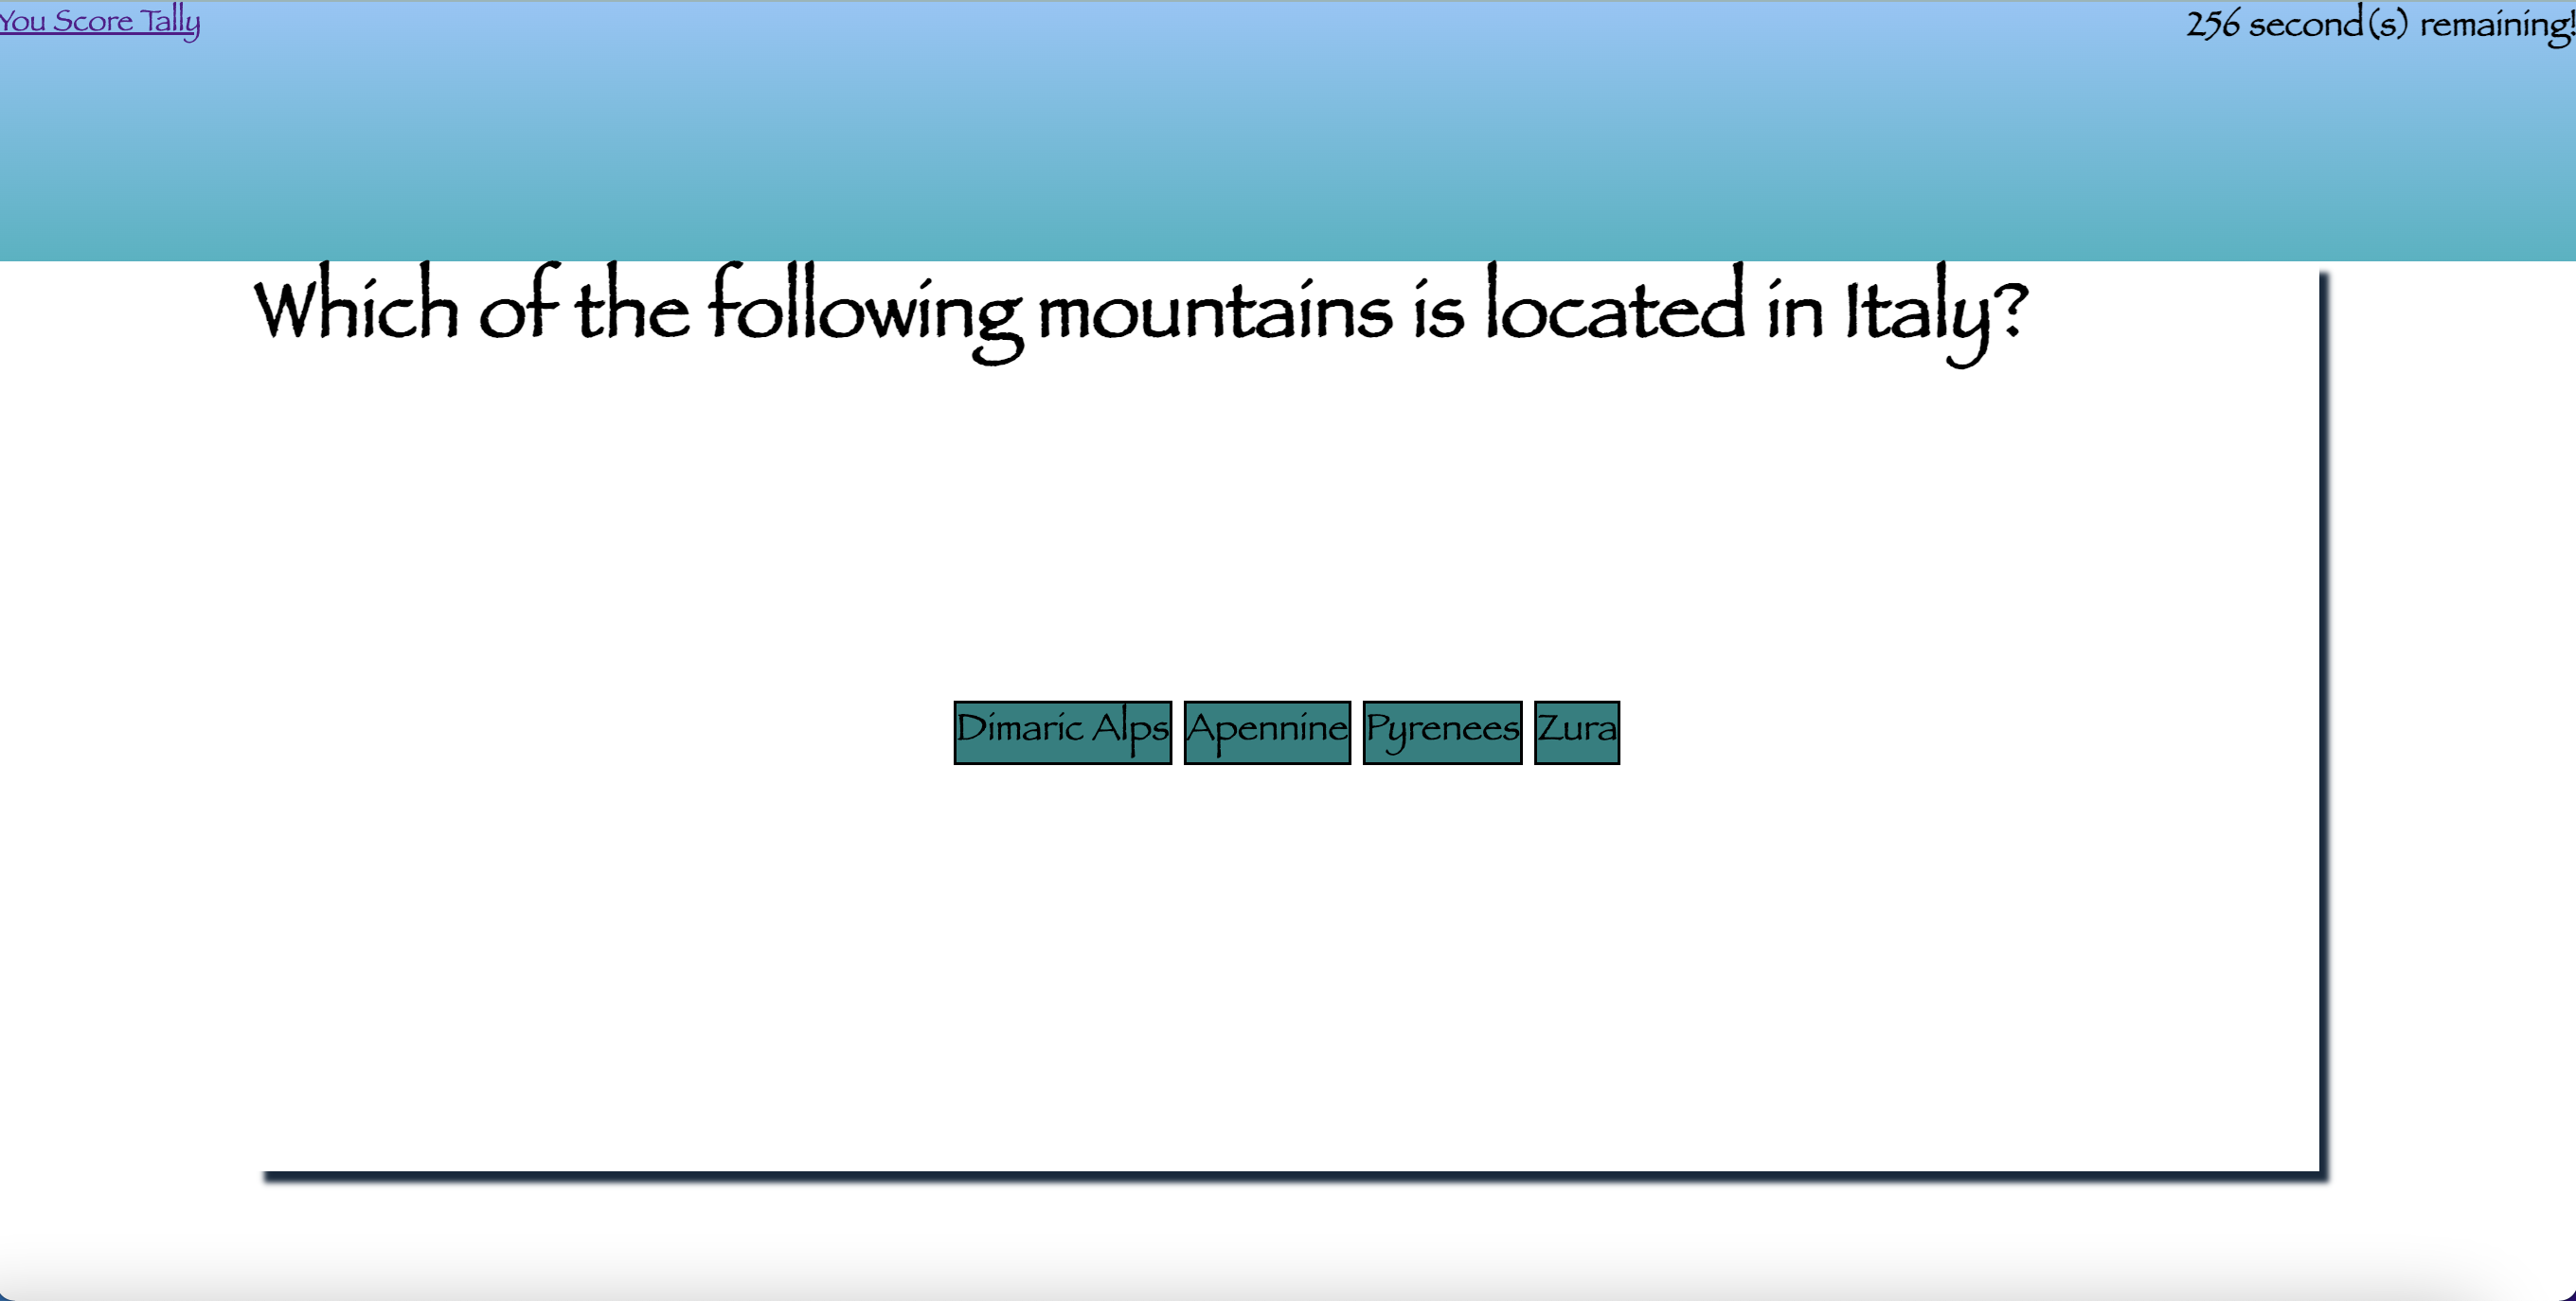 You Score Tally
256 second(s) remaining!
Which of the following mountains is located in Italy?
Dimaric Alps Apennine Pyrenees Zura